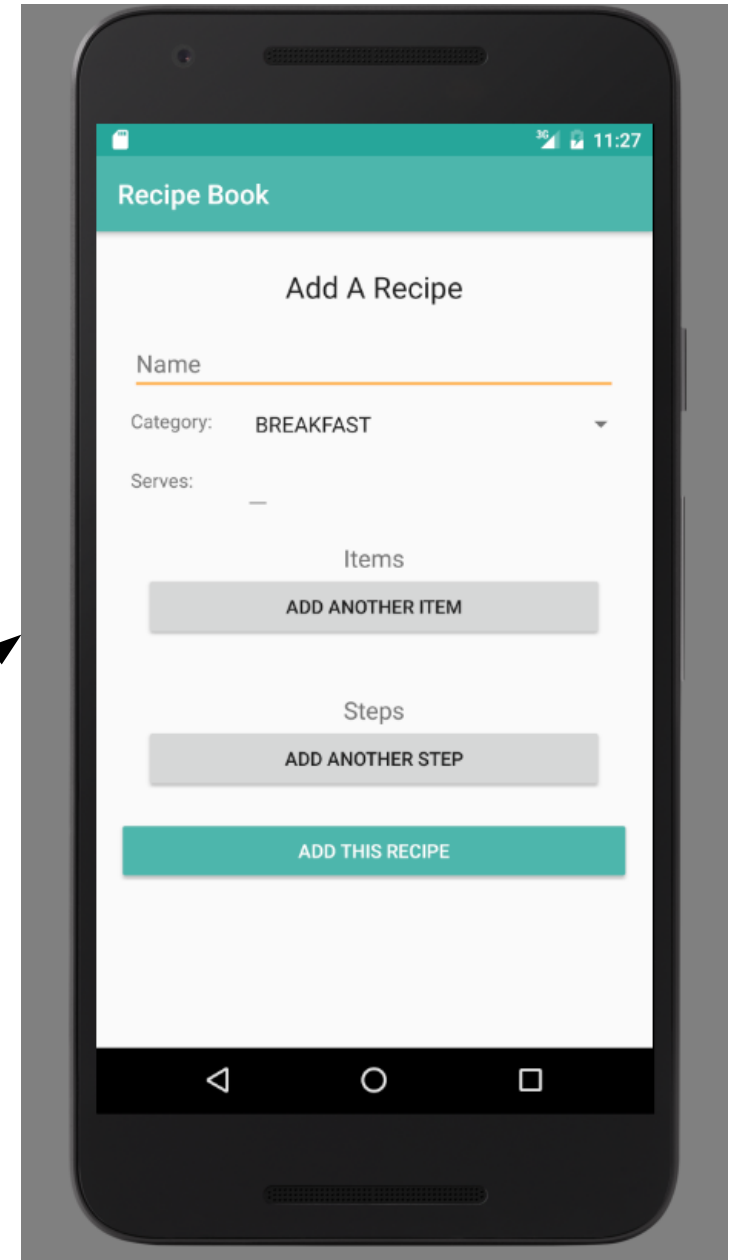 3G 11:27
Recipe Book
Add A Recipe
Name
Category: BREAKFAST
Serves:
Items
ADD ANOTHER ITEM
Steps
ADD ANOTHER STEP
ADD THIS RECIPE